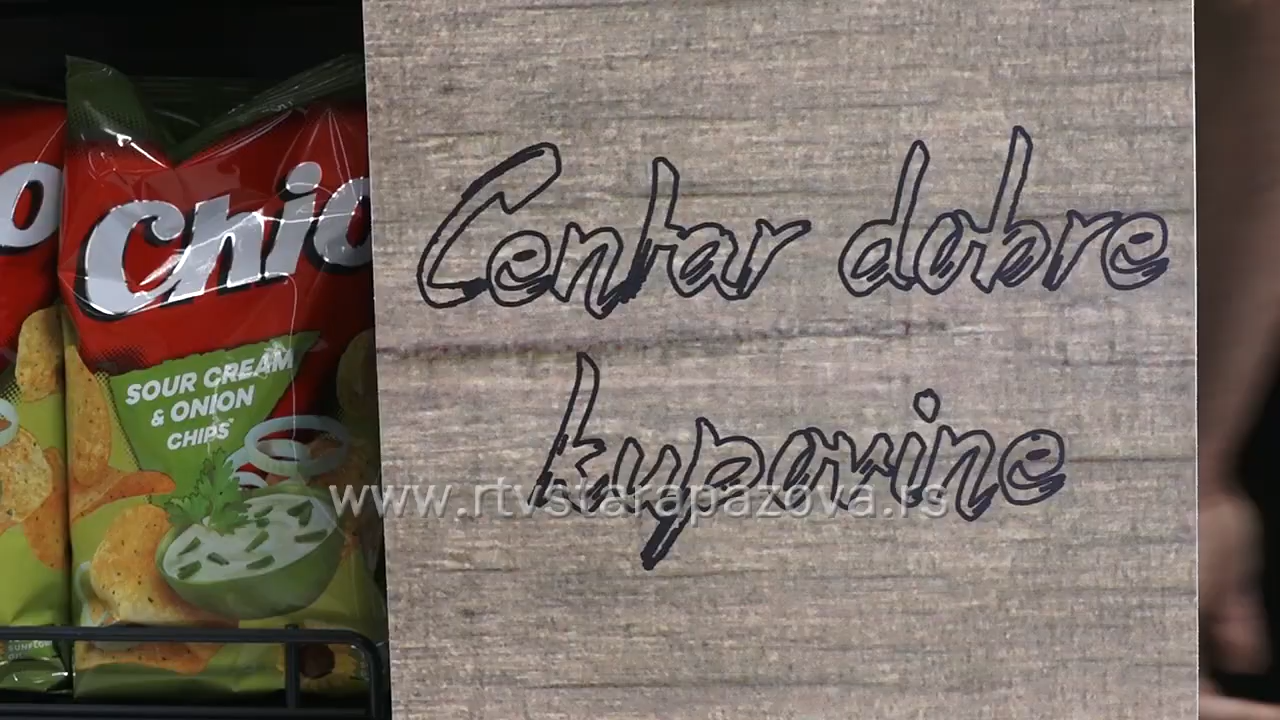 Chio
SOUR CREAM
& ONION
CHIPS
Centar dobre
kupovine
www.rtvstarapazova.rs